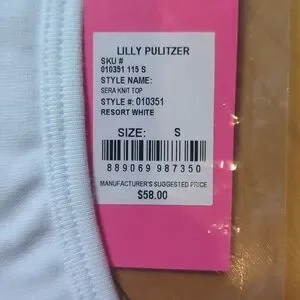 LILLY PULITZER
SKU #
010351 115 S
STYLE NAME:
SERA KNIT TOP
STYLE #: 010351
RESORT WHITE
SIZE: S
889069 987350
MANUFACTURER'S SUGGESTED PRICE
$58.00